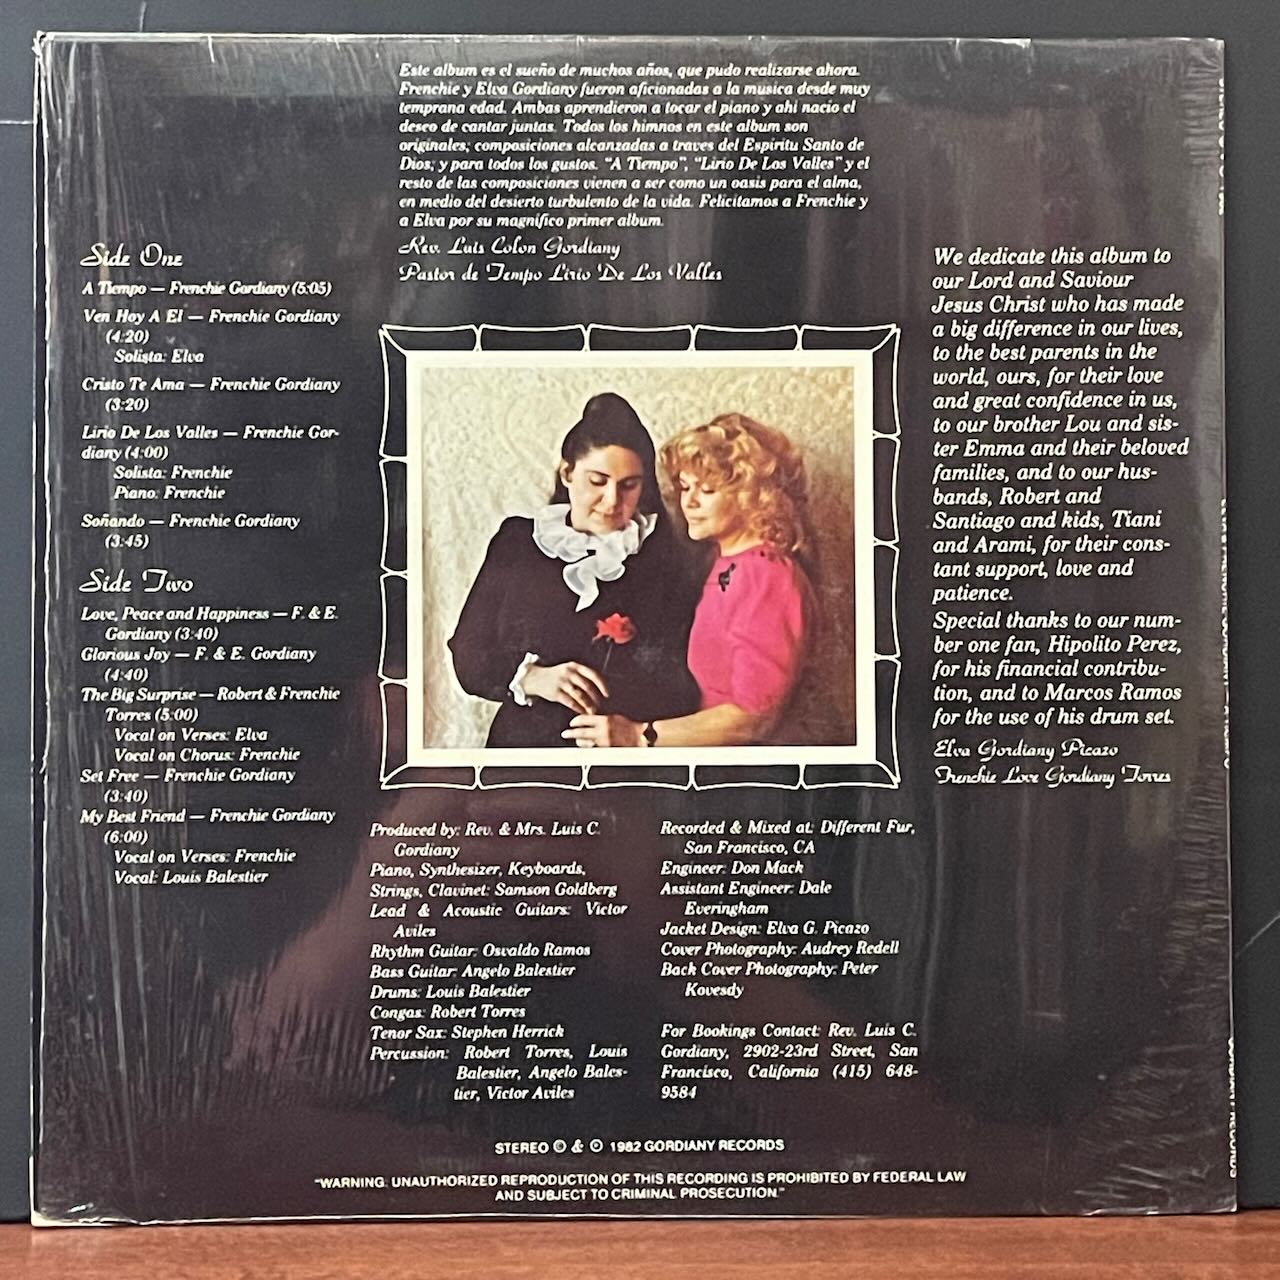 Este album es el sueño de muchos años, que pudo realizarse ahora.
Frenchie y Elva Gordiany fueron aficionadas a la musica desde muy
temprana edad. Ambas aprendieron a tocar el piano y ahi nacio el
deseo de cantar juntas. Todos los himnos en este album son
originales; composiciones alcanzadas a traves del Espiritu Santo de
Dios; y para todos los gustos. "A Tiempo", "Lirio De Los Valles" y el
resto de las composiciones vienen a ser como un oasis para el alma,
en medio del desierto turbulento de la vida. Felicitamos a Frenchie y
a Elva por su magnifico primer album.
Rev. Luis Colon Gordiany
Pastor de Tempo Lirio De Los Valles
Side One
A Tiempo — Frenchie Gordiany (5:05)
Ven Hoy A El — Frenchie Gordiany
(4:20)
Solista: Elva
Cristo Te Ama — Frenchie Gordiany
(3:20)
Lirio De Los Valles — Frenchie Gor-
diany (4:00)
Solista: Frenchie
Piano: Frenchie
Soñando — Frenchie Gordiany
(3:45)
Side Two
Love, Peace and Happiness — F. & E.
Gordiany (3:40)
Glorious Joy — F. & E. Gordiany
(4:40)
The Big Surprise — Robert & Frenchie
Torres (5:00)
Vocal on Verses: Elva
Vocal on Chorus: Frenchie
Set Free — Frenchie Gordiany
(3:40)
My Best Friend — Frenchie Gordiany
(6:00)
Vocal on Verses: Frenchie
Vocal: Louis Balestier
We dedicate this album to
our Lord and Saviour
Jesus Christ who has made
a big difference in our lives,
to the best parents in the
world, ours, for their love
and great confidence in us,
to our brother Lou and sis-
ter Emma and their beloved
families, and to our hus-
bands, Robert and
Santiago and kids, Tiani
and Arami, for their cons-
tant support, love and
patience.
Special thanks to our num-
ber one fan, Hipolito Perez,
for his financial contribu-
tion, and to Marcos Ramos
for the use of his drum set.
Elva Gordiany Picazo
Frenchie Love Gordiany Torres
Produced by: Rev. & Mrs. Luis C.
Gordiany
Piano, Synthesizer, Keyboards,
Strings, Clavinet: Samson Goldberg
Lead & Acoustic Guitars: Victor
Aviles
Rhythm Guitar: Osvaldo Ramos
Bass Guitar: Angelo Balestier
Drums: Louis Balestier
Congas: Robert Torres
Tenor Sax: Stephen Herrick
Percussion: Robert Torres, Louis
Balestier, Angelo Bales-
tier, Victor Aviles
Recorded & Mixed at: Different Fur,
San Francisco, CA
Engineer: Don Mack
Assistant Engineer: Dale
Everingham
Jacket Design: Elva G. Picazo
Cover Photography: Audrey Redell
Back Cover Photography: Peter
Kovesdy
For Bookings Contact: Rev. Luis C.
Gordiany, 2902-23rd Street, San
Francisco, California (415) 648-
9584
STEREO © & ℗ 1982 GORDIANY RECORDS
"WARNING: UNAUTHORIZED REPRODUCTION OF THIS RECORDING IS PROHIBITED BY FEDERAL LAW
AND SUBJECT TO CRIMINAL PROSECUTION."
GORDIANY RECORDS